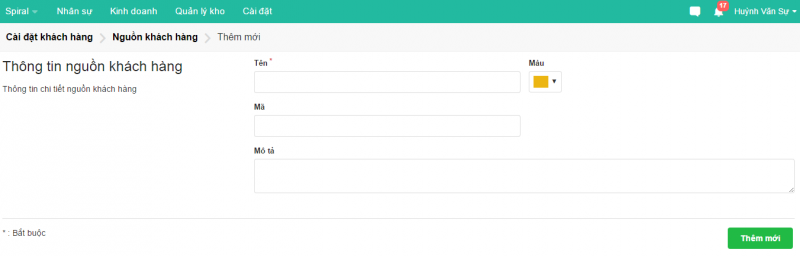 Spiral Nhân sự Kinh doanh Quản lý kho Cài đặt 17 Huỳnh Văn Sự
Cài đặt khách hàng Nguồn khách hàng Thêm mới
Thông tin nguồn khách hàng
Thông tin chi tiết nguồn khách hàng
Tên *
Màu
Mã
Mô tả
* : Bắt buộc
Thêm mới